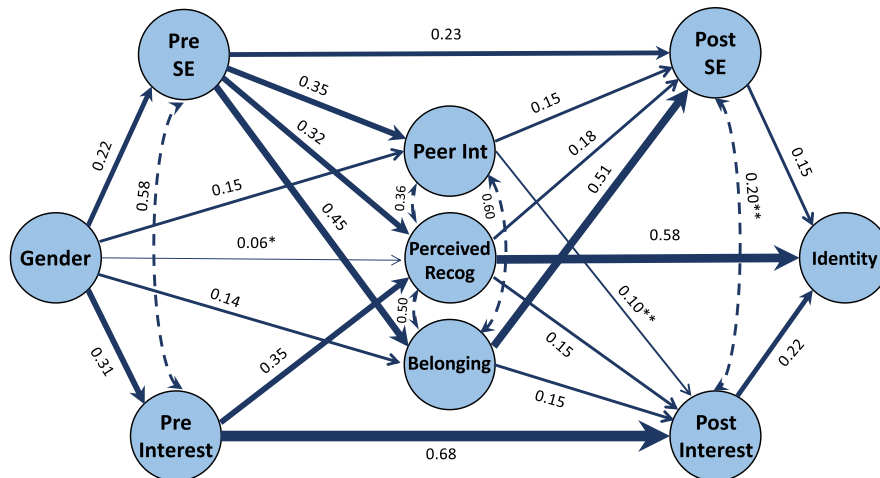 Pre
SE
Post
SE
0.23
0.35
0.32
0.45
0.22
0.58
0.15
0.06*
0.14
0.31
Gender
Peer Int
0.36
0.60
Perceived
Recog
0.50
Belonging
0.15
0.18
0.51
0.58
0.10**
0.15
0.15
0.20**
0.15
Identity
0.22
0.35
Pre
Interest
0.68
Post
Interest